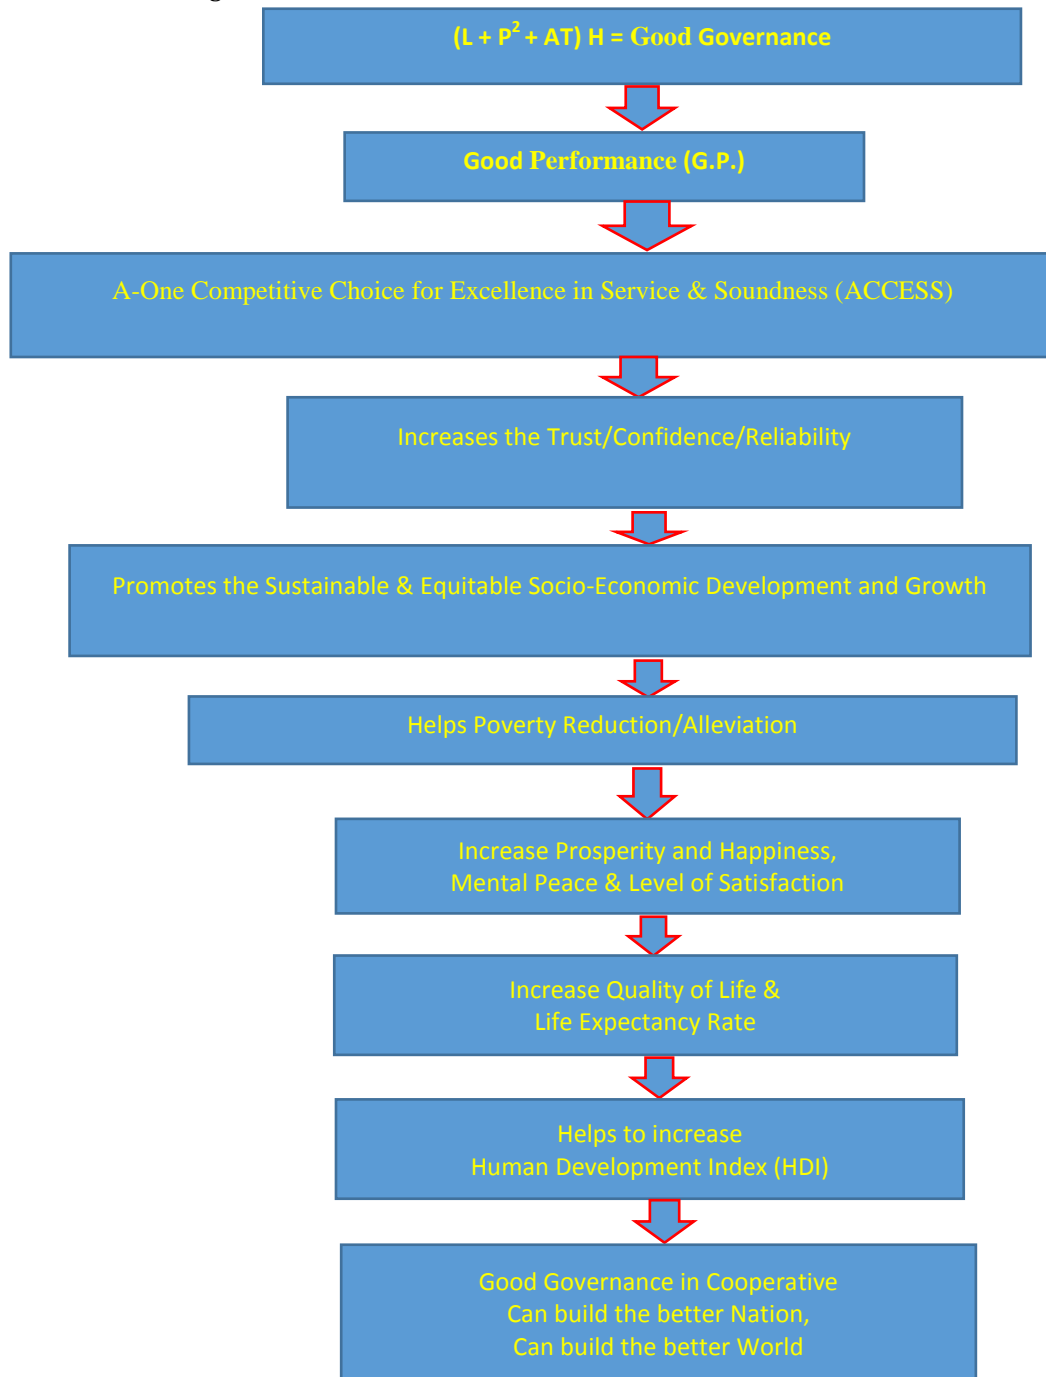 (L + P² + AT) H = Good Governance
Good Performance (G.P.)
A-One Competitive Choice for Excellence in Service & Soundness (ACCESS)
Increases the Trust/Confidence/Reliability
Promotes the Sustainable & Equitable Socio-Economic Development and Growth
Helps Poverty Reduction/Alleviation
Increase Prosperity and Happiness,
Mental Peace & Level of Satisfaction
Increase Quality of Life &
Life Expectancy Rate
Helps to increase
Human Development Index (HDI)
Good Governance in Cooperative
Can build the better Nation,
Can build the better World